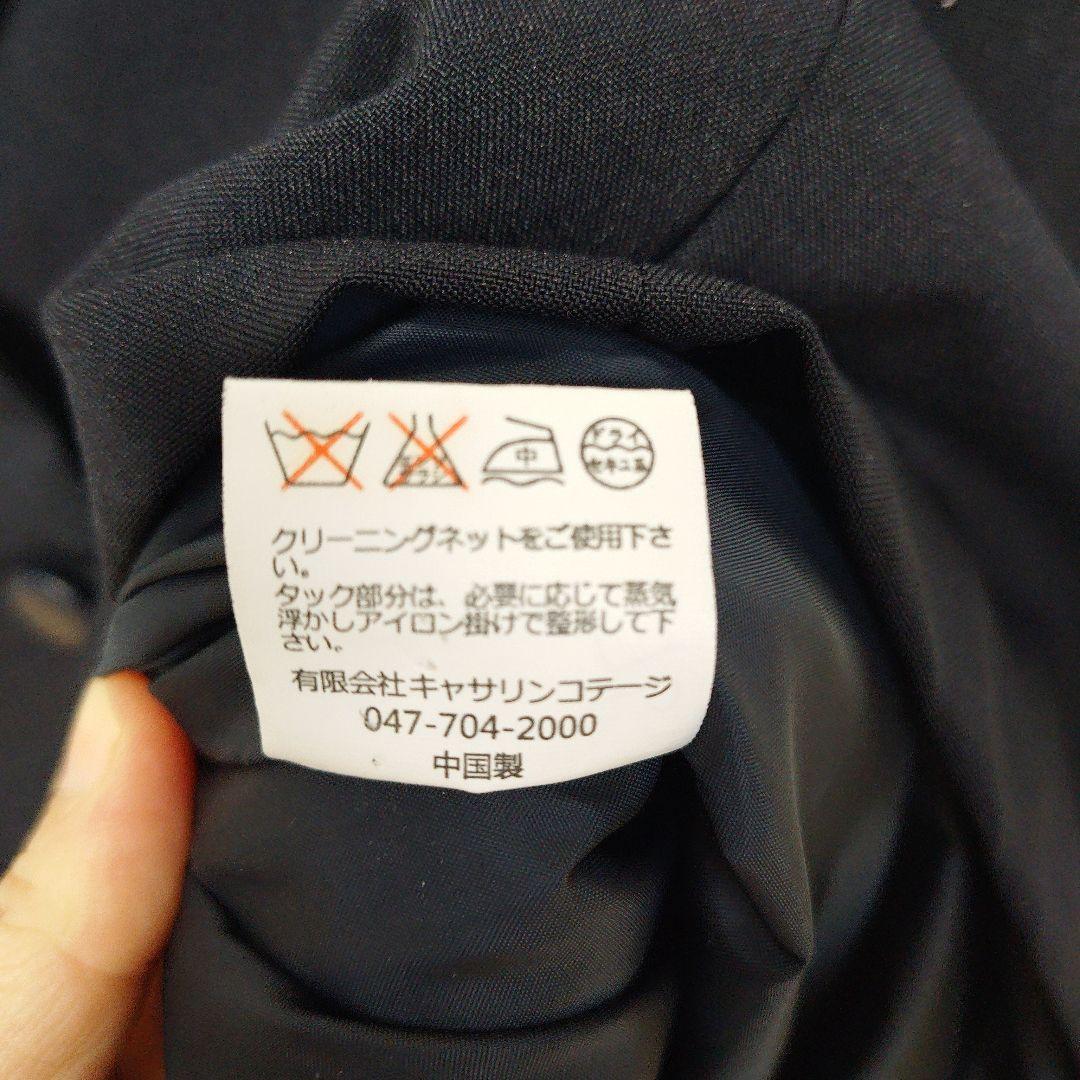 中 ドライ
セキユ系
クリーニングネットをご使用下さ
い。
タック部分は、必要に応じて蒸気
浮かしアイロン掛けで整形して下
さい。
有限会社キャサリンコテージ
047-704-2000
中国製